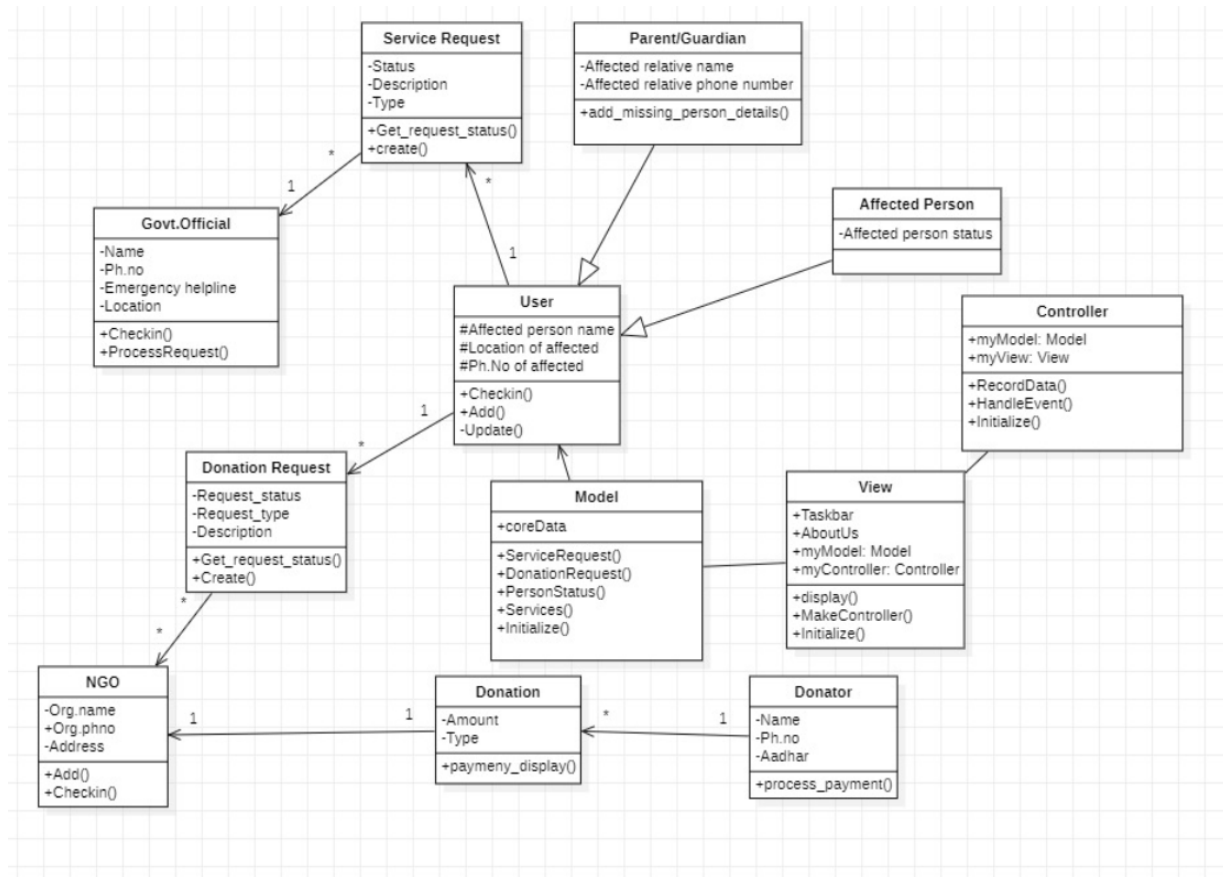 Service Request
-Status
-Description
-Type
+Get_request_status()
+create()
Parent/Guardian
-Affected relative name
-Affected relative phone number
+add_missing_person_details()
*
1
*
1
Govt.Official
-Name
-Ph.no
-Emergency helpline
-Location
+Checkin()
+ProcessRequest()
Affected Person
-Affected person status
User
#Affected person name
#Location of affected
#Ph.No of affected
+Checkin()
+Add()
-Update()
Controller
+myModel: Model
+myView: View
+RecordData()
+HandleEvent()
+Initialize()
1
*
Donation Request
-Request_status
-Request_type
-Description
+Get_request_status()
+Create()
Model
+coreData
+ServiceRequest()
+DonationRequest()
+PersonStatus()
+Services()
+Initialize()
View
+Taskbar
+AboutUs
+myModel: Model
+myController: Controller
+display()
+MakeController()
+Initialize()
*
*
NGO
-Org.name
+Org.phno
-Address
+Add()
+Checkin()
1
1
Donation
-Amount
-Type
+paymeny_display()
*
1
Donator
-Name
-Ph.no
-Aadhar
+process_payment()